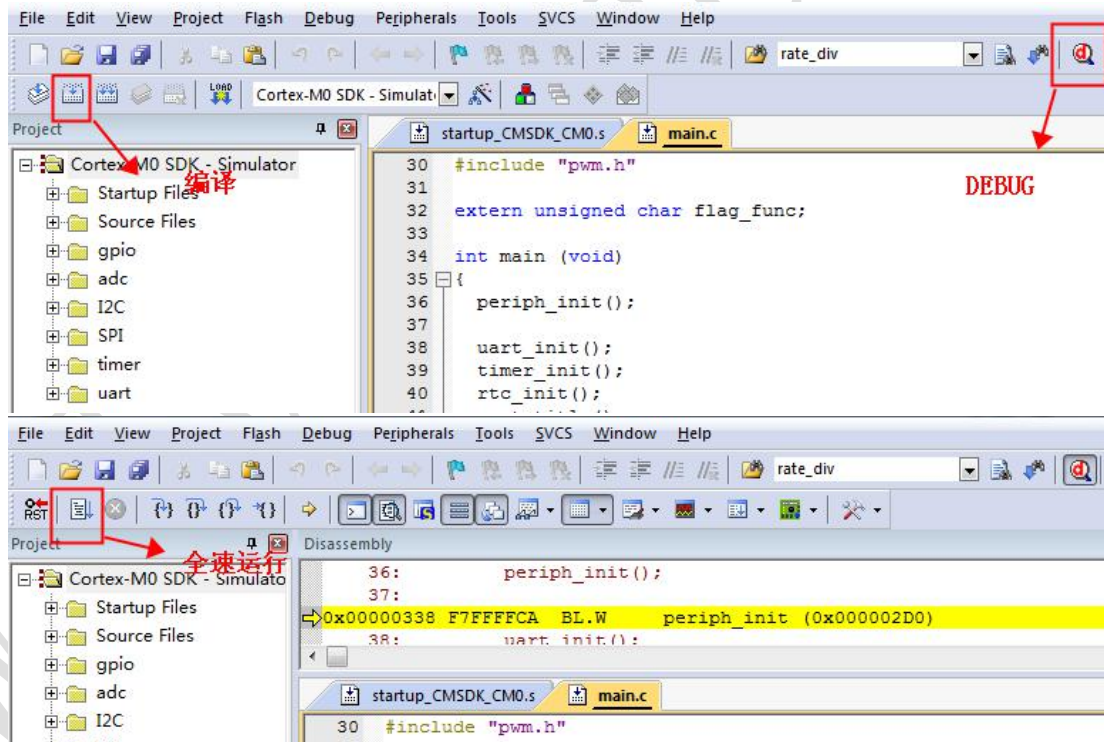 File Edit View Project Flash Debug Peripherals Tools SVCS Window Help
rate_div
LOAD Cortex-M0 SDK - Simulat
Project startup_CMSDK_CM0.s main.c
Cortex-M0 SDK - Simulator
编译
Startup Files
Source Files
gpio
adc
I2C
SPI
timer
uart
30 #include "pwm.h"
31
32 extern unsigned char flag_func;
33
34 int main (void)
35 {
36 periph_init();
37
38 uart_init();
39 timer_init();
40 rtc_init();
DEBUG
File Edit View Project Flash Debug Peripherals Tools SVCS Window Help
rate_div
RST
Project Disassembly
全速运行
Cortex-M0 SDK - Simulato
Startup Files
Source Files
gpio
adc
I2C
36: periph_init();
37:
0x00000338 F7FFFFCA BL.W periph_init (0x000002D0)
38: uart_init();
startup_CMSDK_CM0.s main.c
30 #include "pwm.h"